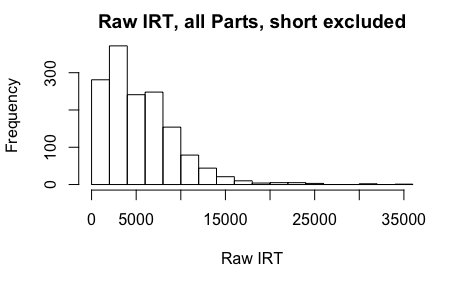 Raw IRT, all Parts, short excluded
Frequency
300
100
0
0 5000 15000 25000 35000
Raw IRT